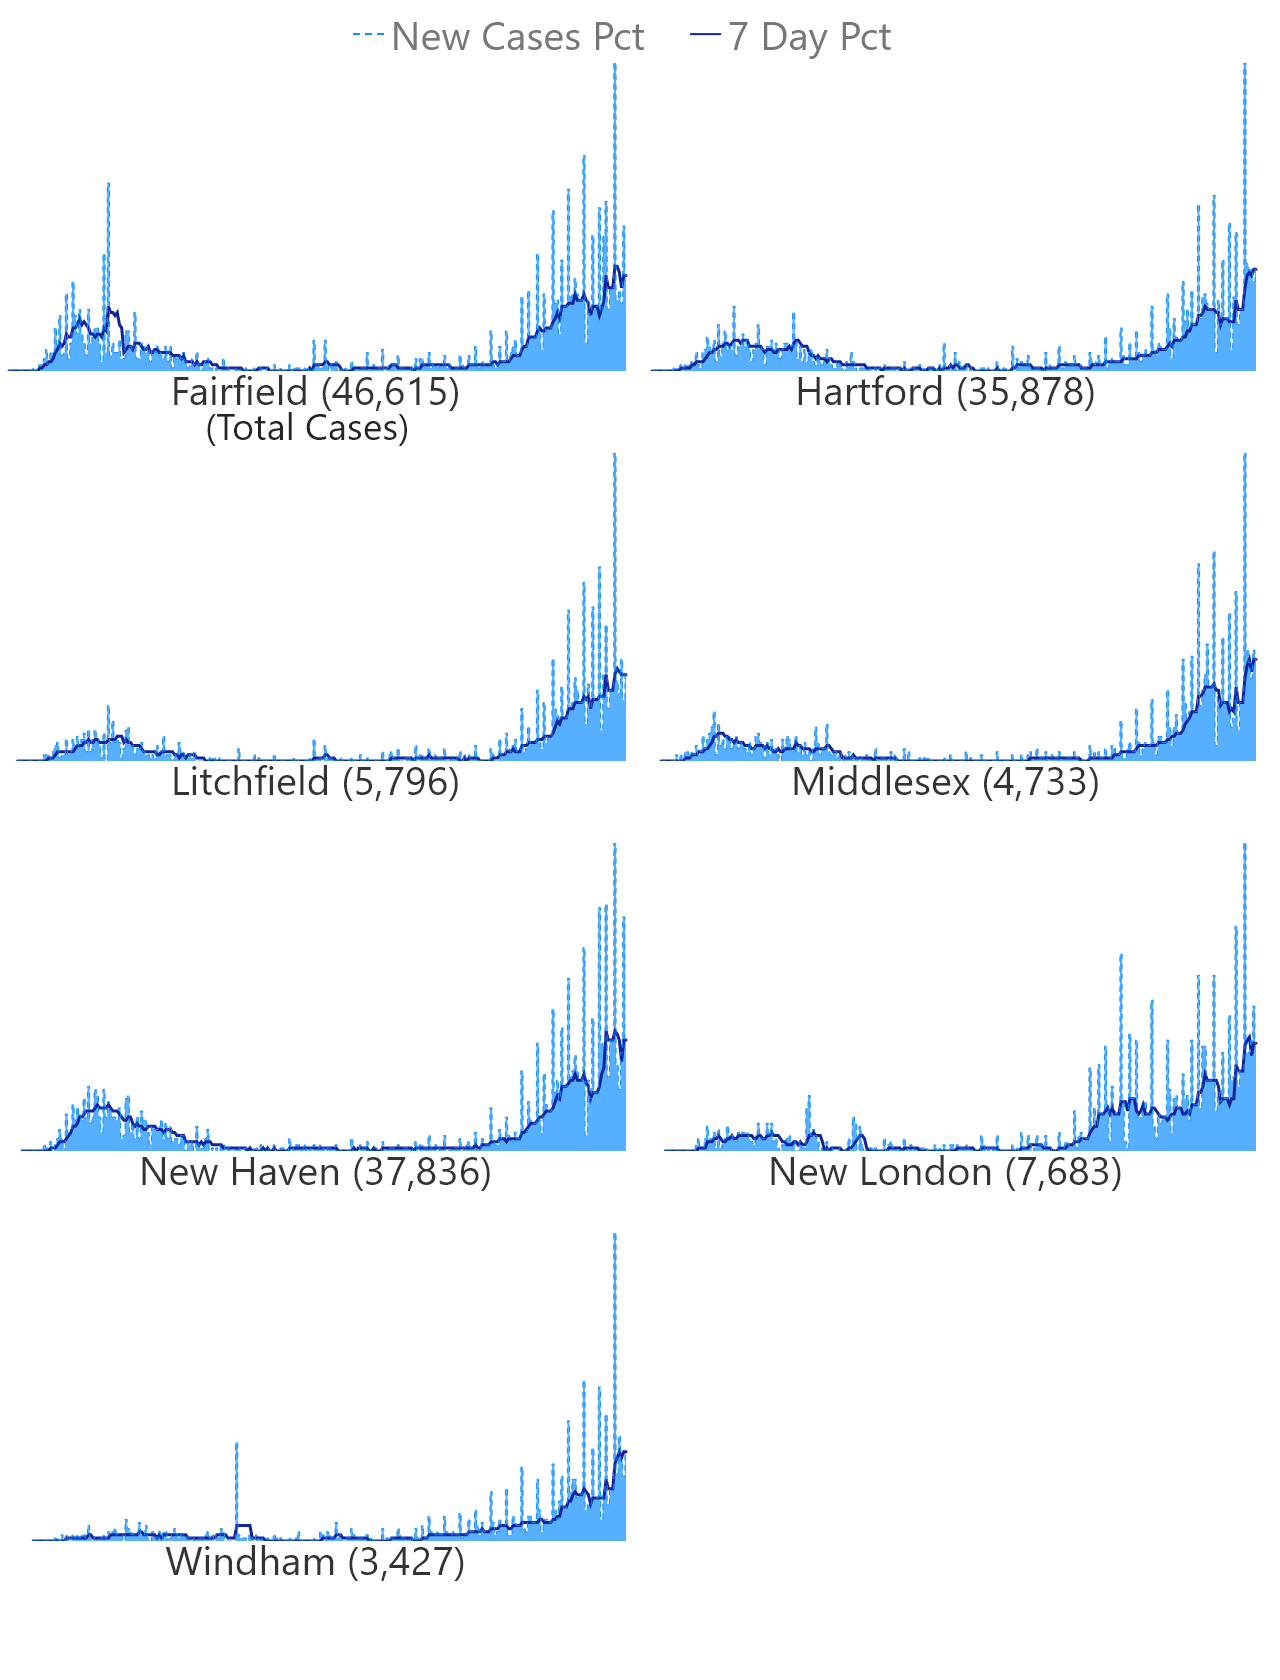 New Cases Pct 7 Day Pct
Fairfield (46,615)
(Total Cases)
Hartford (35,878)
Litchfield (5,796)
Middlesex (4,733)
New Haven (37,836)
New London (7,683)
Windham (3,427)